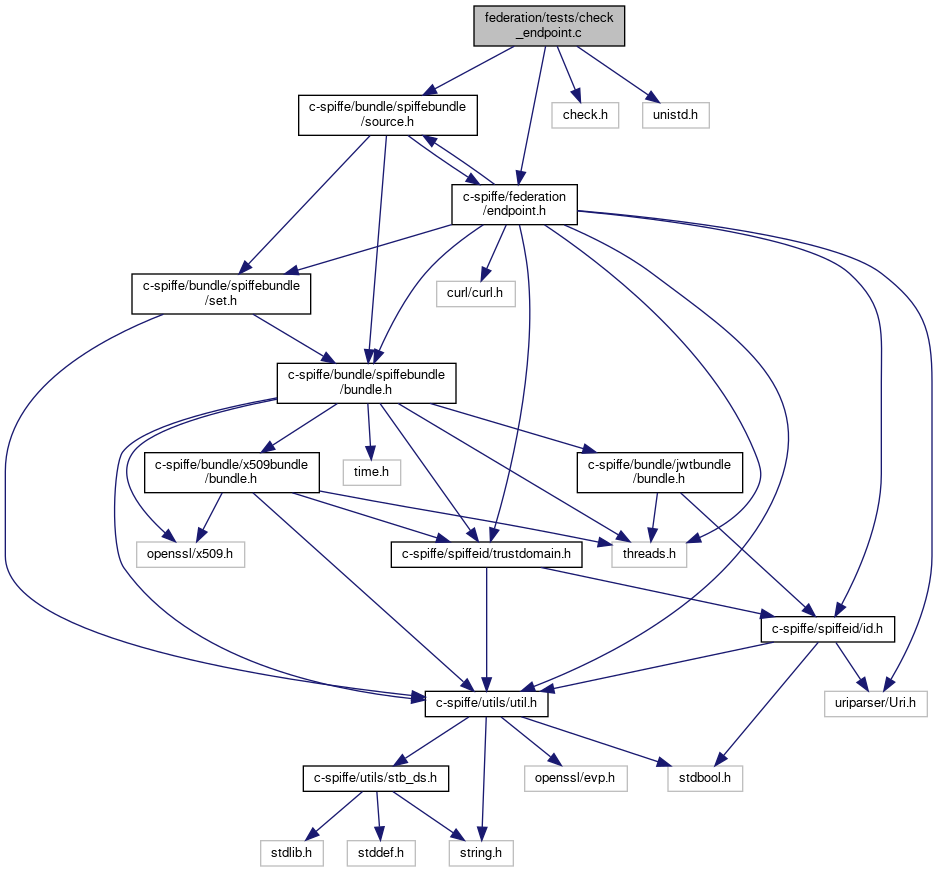 federation/tests/check
_endpoint.c
c-spiffe/bundle/spiffebundle
/source.h
check.h
unistd.h
c-spiffe/federation
/endpoint.h
c-spiffe/bundle/spiffebundle
/set.h
curl/curl.h
c-spiffe/bundle/spiffebundle
/bundle.h
c-spiffe/bundle/x509bundle
/bundle.h
time.h
c-spiffe/bundle/jwtbundle
/bundle.h
openssl/x509.h
c-spiffe/spiffeid/trustdomain.h
threads.h
c-spiffe/spiffeid/id.h
c-spiffe/utils/util.h
uriparser/Uri.h
c-spiffe/utils/stb_ds.h
openssl/evp.h
stdbool.h
stdlib.h
stddef.h
string.h